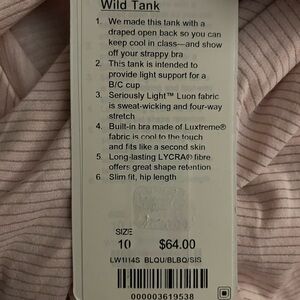 Wild Tank
1. We made this tank with a
draped open back so you can
keep cool in class—and show
off your strappy bra
2. This tank is intended to
provide light support for a
B/C cup
3. Seriously Light™ Luon fabric
is sweat-wicking and four-way
stretch
4. Built-in bra made of Luxtreme®
fabric is cool to the touch
and fits like a second skin
5. Long-lasting LYCRA® fibre
offers great shape retention
6. Slim fit, hip length
SIZE
10 $64.00
LW1I14S BLQU/BLBQ/SIS
000003619538